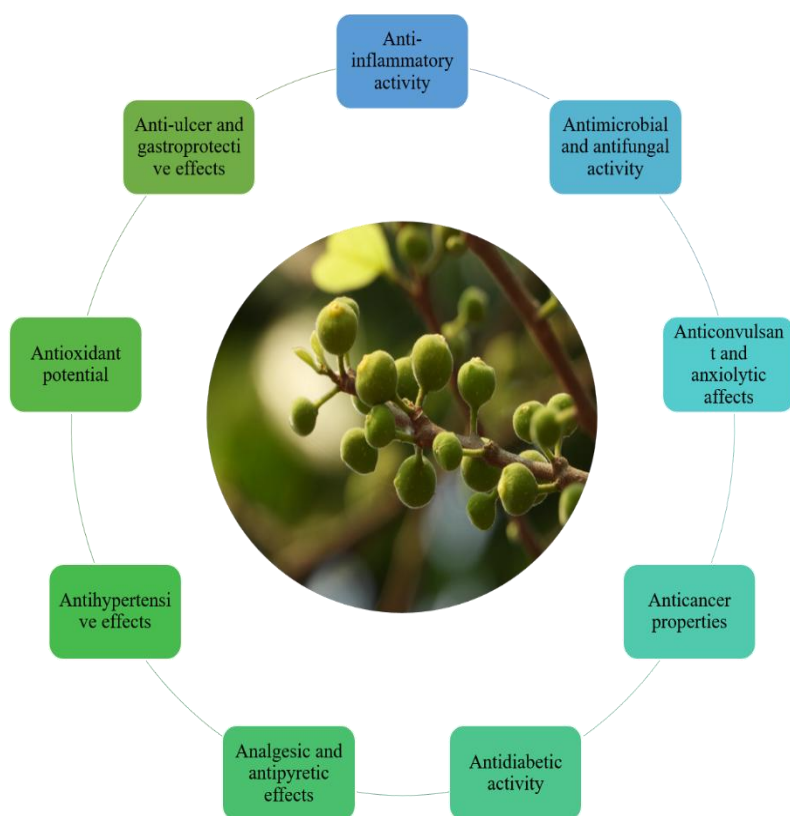 Anti-
inflammatory
activity
Antimicrobial
and antifungal
activity
Anticonvulsan
t and
anxiolytic
affects
Anticancer
properties
Antidiabetic
activity
Analgesic and
antipyretic
effects
Antihypertensi
ve effects
Antioxidant
potential
Anti-ulcer and
gastroprotecti
ve effects